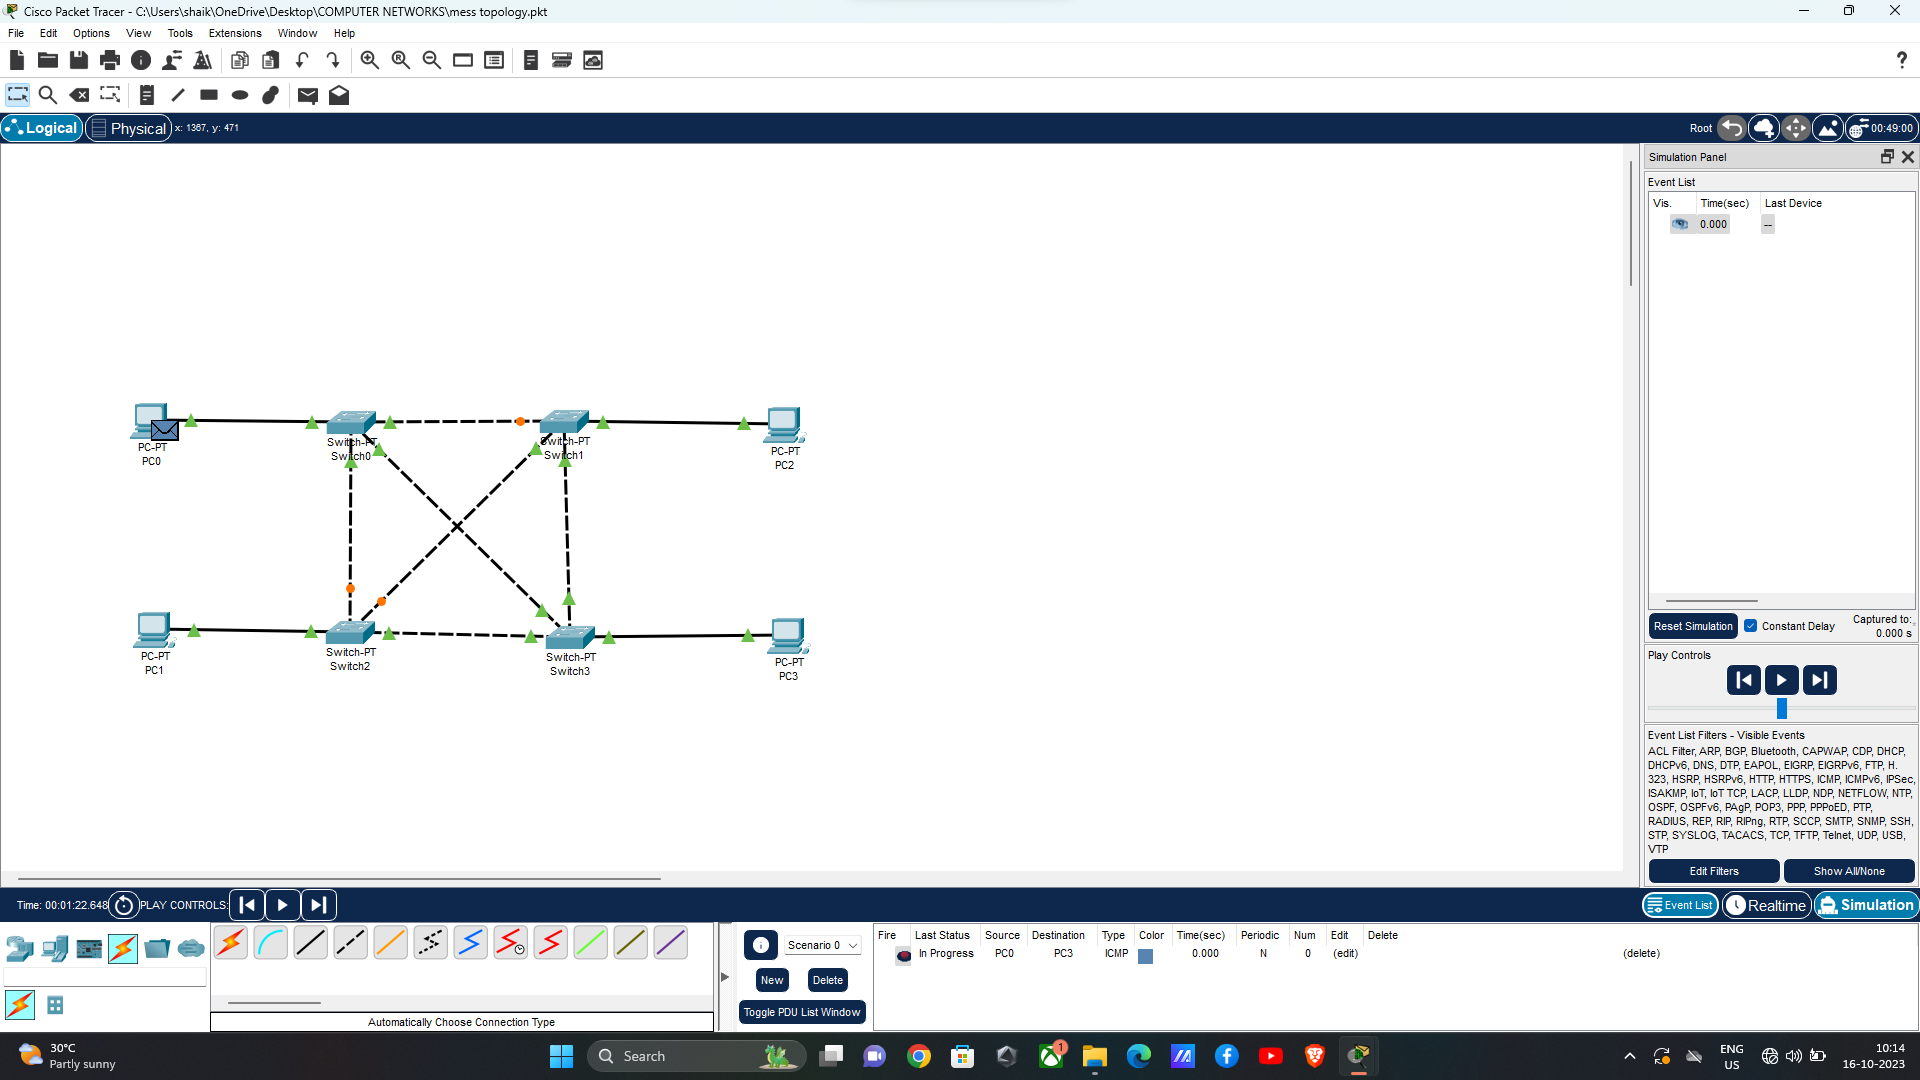 Cisco Packet Tracer - C:\Users\shaik\OneDrive\Desktop\COMPUTER NETWORKS\mess topology.pkt
File Edit Options View Tools Extensions Window Help
Logical Physical x: 1367, y: 471 Root 00:49:00
Simulation Panel
Event List
Vis. Time(sec) Last Device
0.000 --
PC-PT
PC0
Switch-PT
Switch0
Switch-PT
Switch1
PC-PT
PC2
PC-PT
PC1
Switch-PT
Switch2
Switch-PT
Switch3
PC-PT
PC3
Reset Simulation Constant Delay Captured to:
0.000 s
Play Controls
Event List Filters - Visible Events
ACL Filter, ARP, BGP, Bluetooth, CAPWAP, CDP, DHCP,
DHCPv6, DNS, DTP, EAPOL, EIGRP, EIGRPv6, FTP, H.
323, HSRP, HSRPv6, HTTP, HTTPS, ICMP, ICMPv6, IPSec,
ISAKMP, IoT, IoT TCP, LACP, LLDP, NDP, NETFLOW, NTP,
OSPF, OSPFv6, PAgP, POP3, PPP, PPPoED, PTP,
RADIUS, REP, RIP, RIPng, RTP, SCCP, SMTP, SNMP, SSH,
STP, SYSLOG, TACACS, TCP, TFTP, Telnet, UDP, USB,
VTP
Edit Filters Show All/None
Time: 00:01:22.648 PLAY CONTROLS: Event List Realtime Simulation
Scenario 0
New Delete
Toggle PDU List Window
Fire Last Status Source Destination Type Color Time(sec) Periodic Num Edit Delete
In Progress PC0 PC3 ICMP 0.000 N 0 (edit) (delete)
Automatically Choose Connection Type
30°C
Partly sunny
Search
1
ENG
US
10:14
16-10-2023